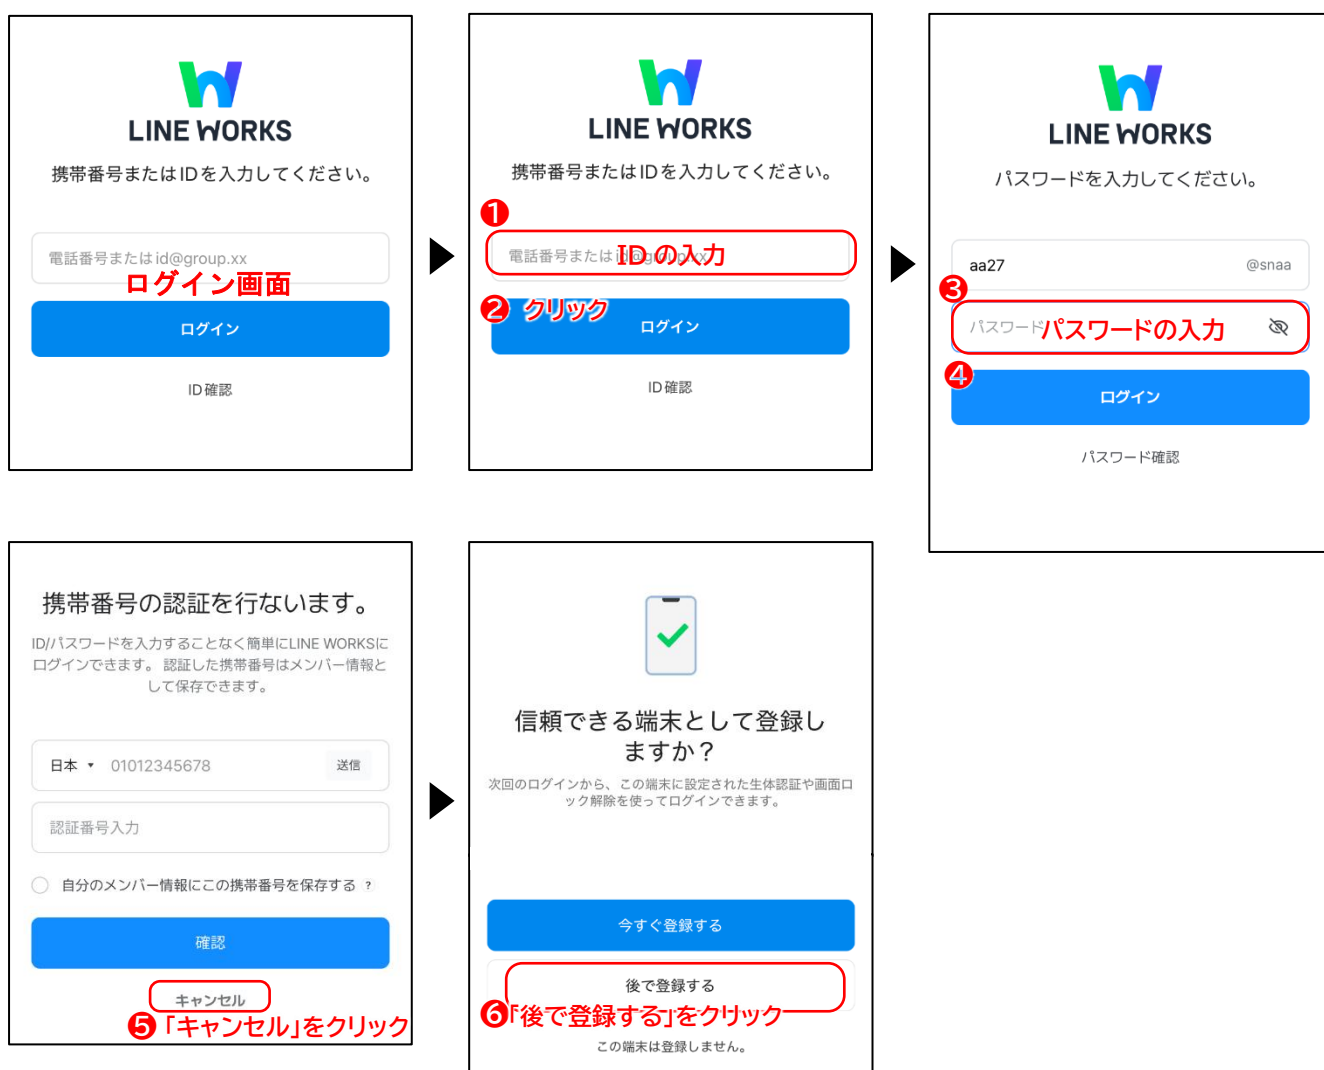 LINE WORKS
携帯番号またはIDを入力してください。
電話番号またはid@group.xx
ログイン画面
ログイン
ID確認
LINE WORKS
携帯番号またはIDを入力してください。
❶
電話番号またはid@group.xx
IDの入力
❷ クリック
ログイン
ID確認
LINE WORKS
パスワードを入力してください。
aa27 @snaa
❸
パスワード
パスワードの入力
❹
ログイン
パスワード確認
携帯番号の認証を行ないます。
ID/パスワードを入力することなく簡単にLINE WORKSに
ログインできます。 認証した携帯番号はメンバー情報と
して保存できます。
日本 ▼ 01012345678 送信
認証番号入力
自分のメンバー情報にこの携帯番号を保存する ?
確認
キャンセル
❺「キャンセル」をクリック
信頼できる端末として登録し
ますか？
次回のログインから、この端末に設定された生体認証や画面ロ
ック解除を使ってログインできます。
今すぐ登録する
後で登録する
❻「後で登録する」をクリック
この端末は登録しません。